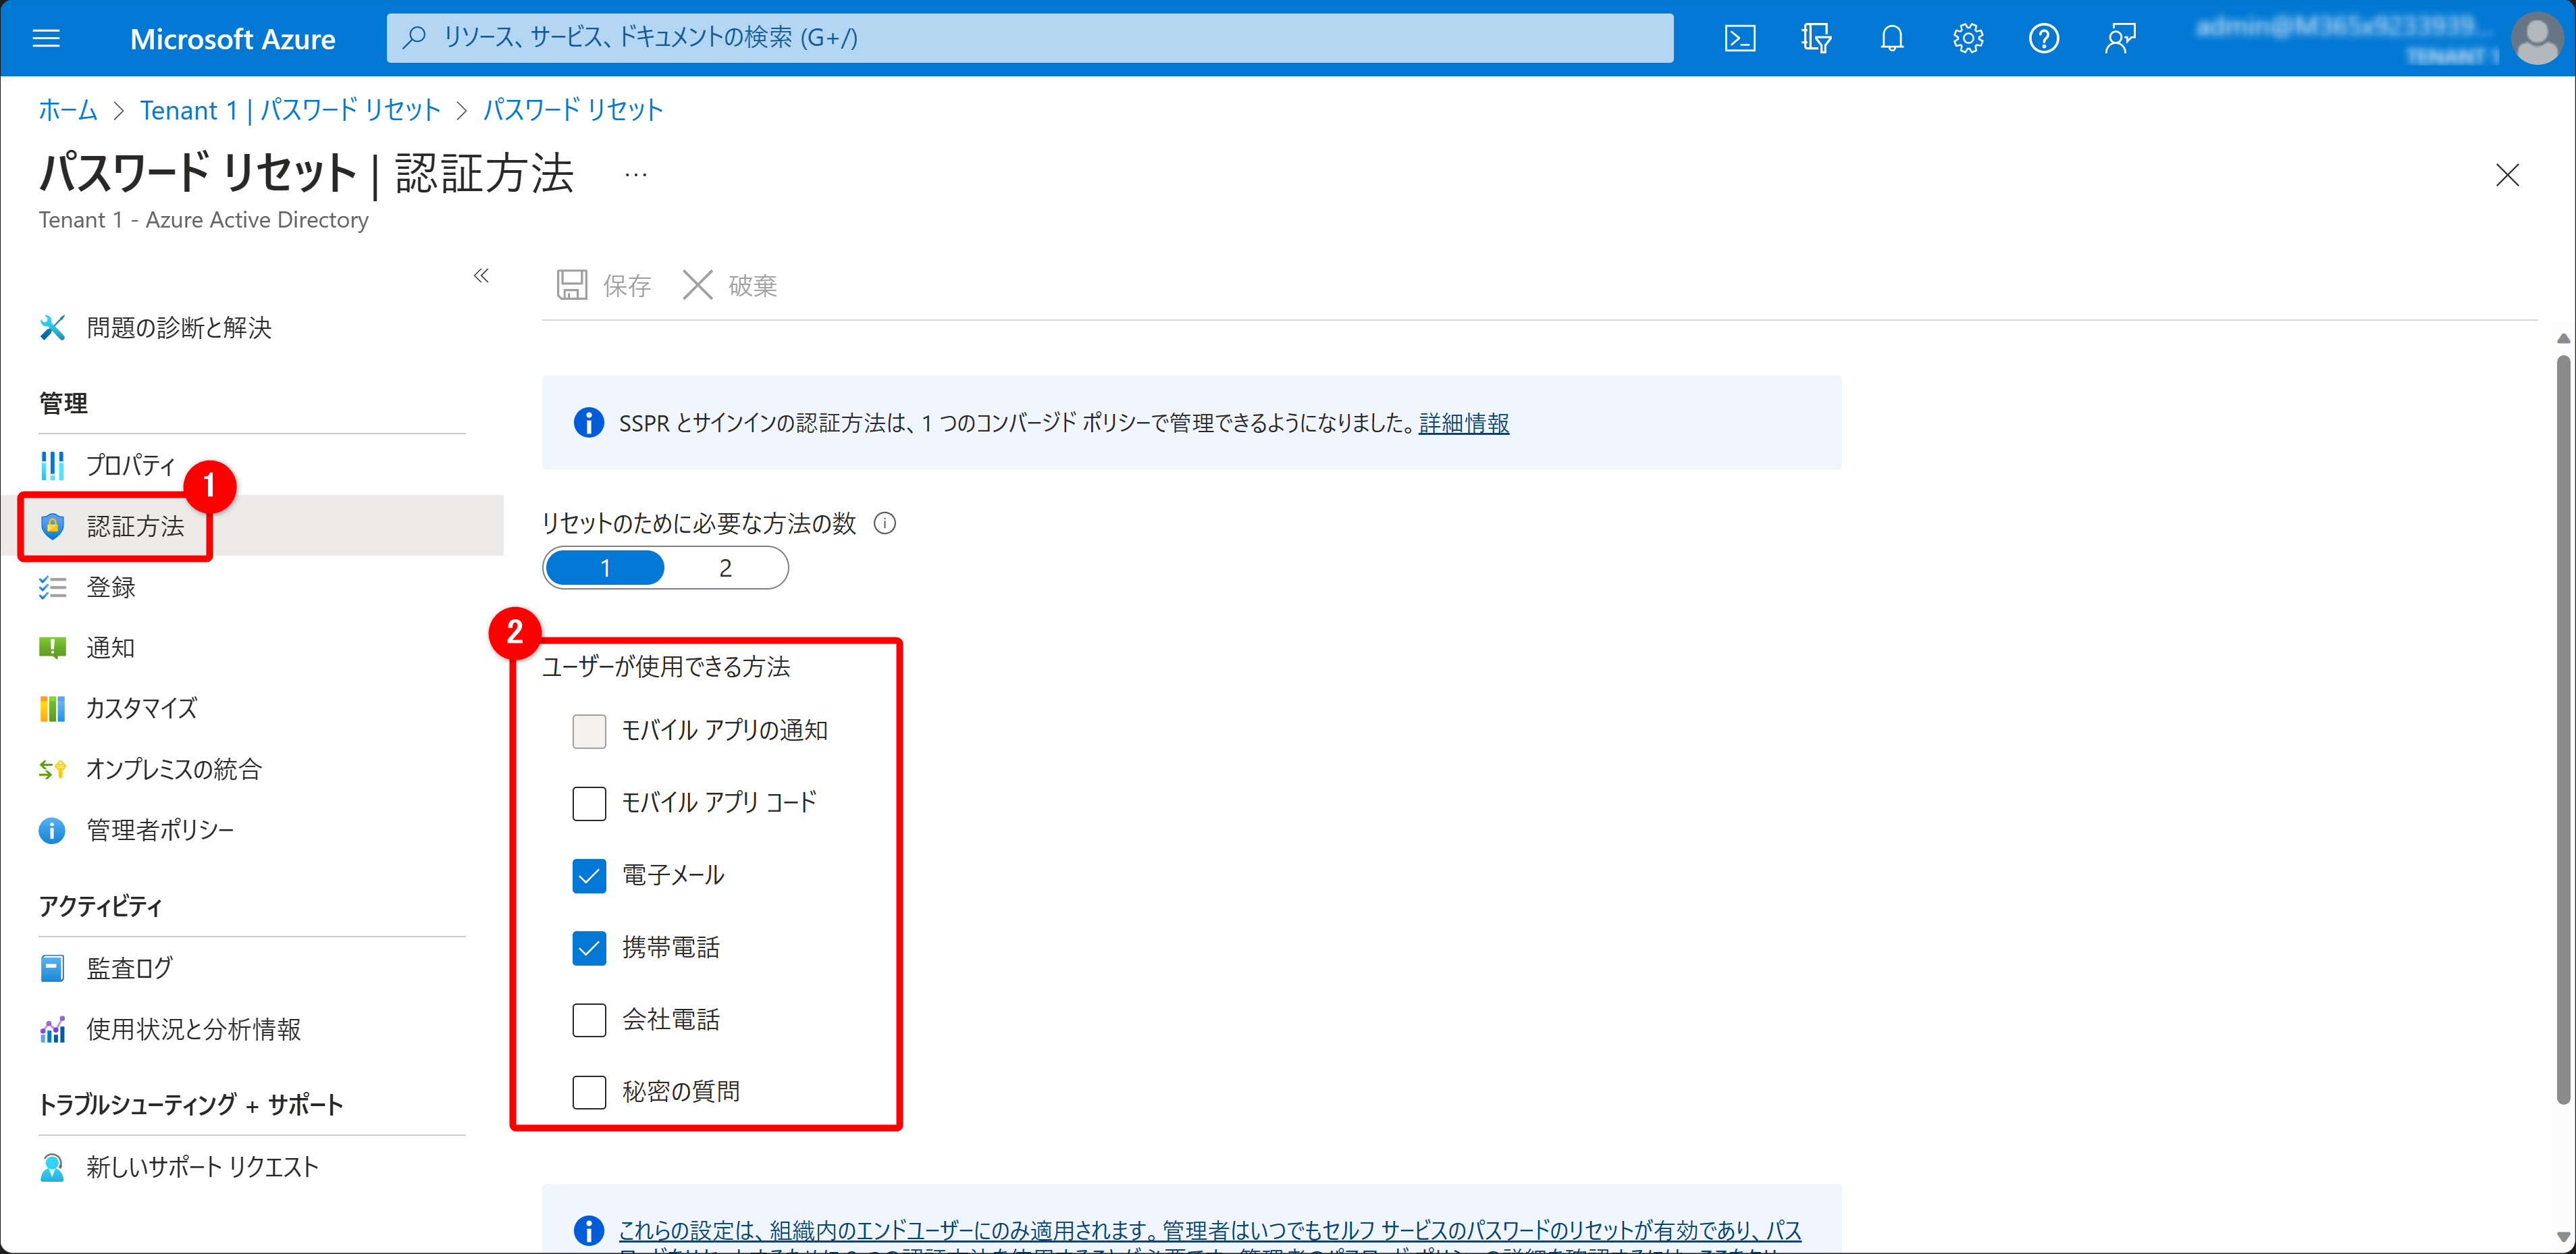 Microsoft Azure
リソース、サービス、ドキュメントの検索 (G+/)
ホーム > Tenant 1 | パスワード リセット > パスワード リセット
パスワード リセット | 認証方法 ...
Tenant 1 - Azure Active Directory
保存 破棄
問題の診断と解決
管理
プロパティ
1
認証方法
登録
通知
カスタマイズ
オンプレミスの統合
管理者ポリシー
アクティビティ
監査ログ
使用状況と分析情報
トラブルシューティング + サポート
新しいサポート リクエスト
SSPR とサインインの認証方法は、1 つのコンバージド ポリシーで管理できるようになりました。詳細情報
リセットのために必要な方法の数
1 2
2
ユーザーが使用できる方法
モバイル アプリの通知
モバイル アプリ コード
電子メール
携帯電話
会社電話
秘密の質問
これらの設定は、組織内のエンドユーザーにのみ適用されます。管理者はいつでもセルフ サービスのパスワードのリセットが有効であり、パス